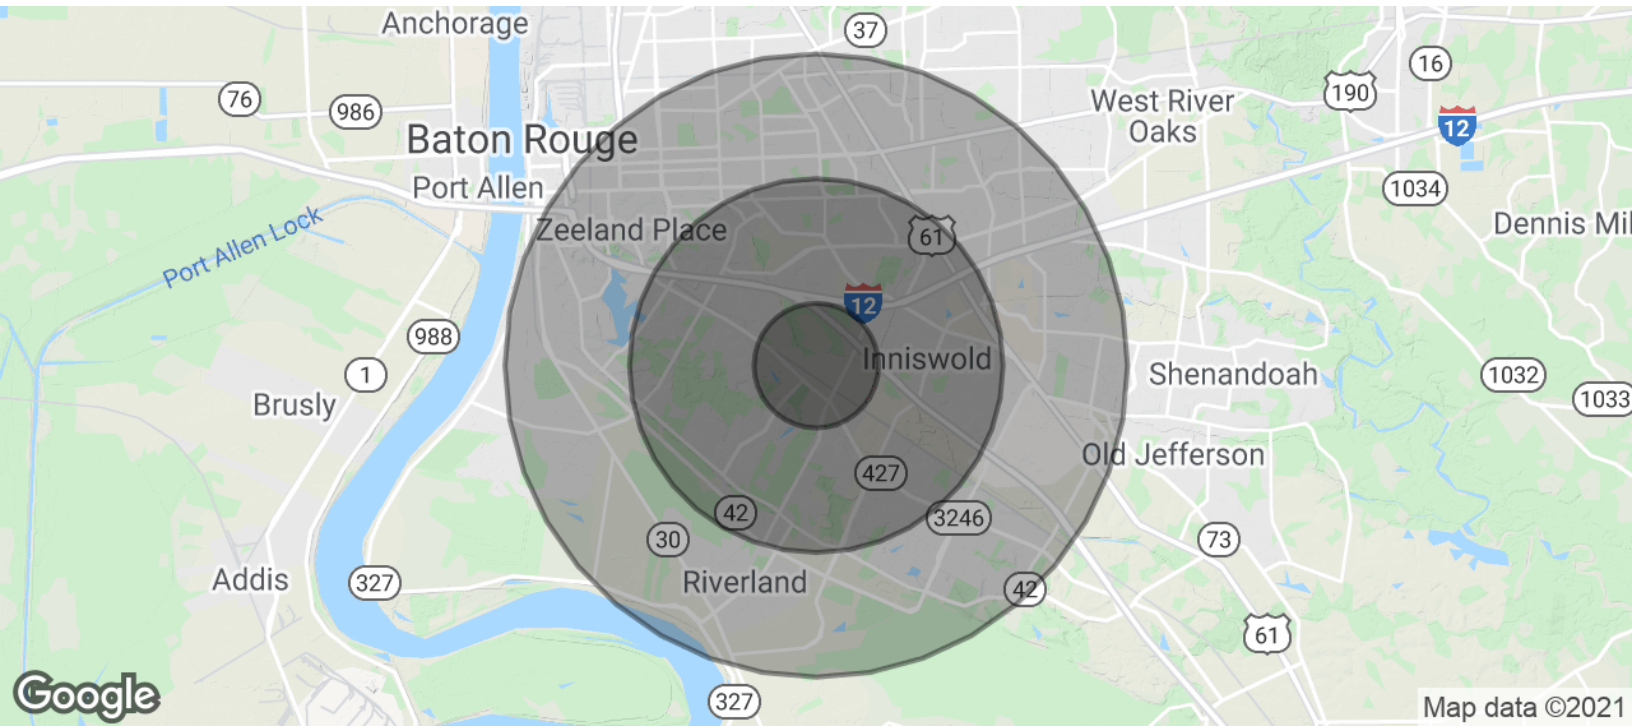 Anchorage
37
16
190
76
986
West River
Oaks
12
Baton Rouge
Port Allen
1034
Port Allen Lock
Zeeland Place
61
Dennis Mil
12
988
Inniswold
1
Shenandoah
1032
Brusly
1033
Old Jefferson
427
42
3246
30
73
Addis
327
Riverland
42
61
Google
327
Map data ©2021